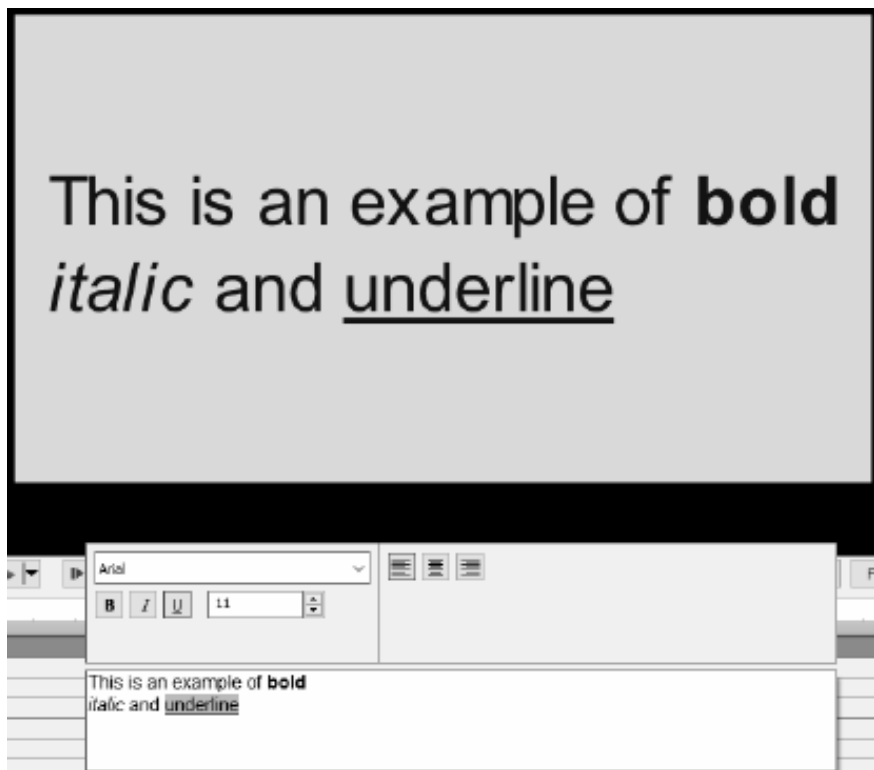 This is an example of bold
italic and underline
Arial
B I U 11
F
This is an example of bold
italic and underline